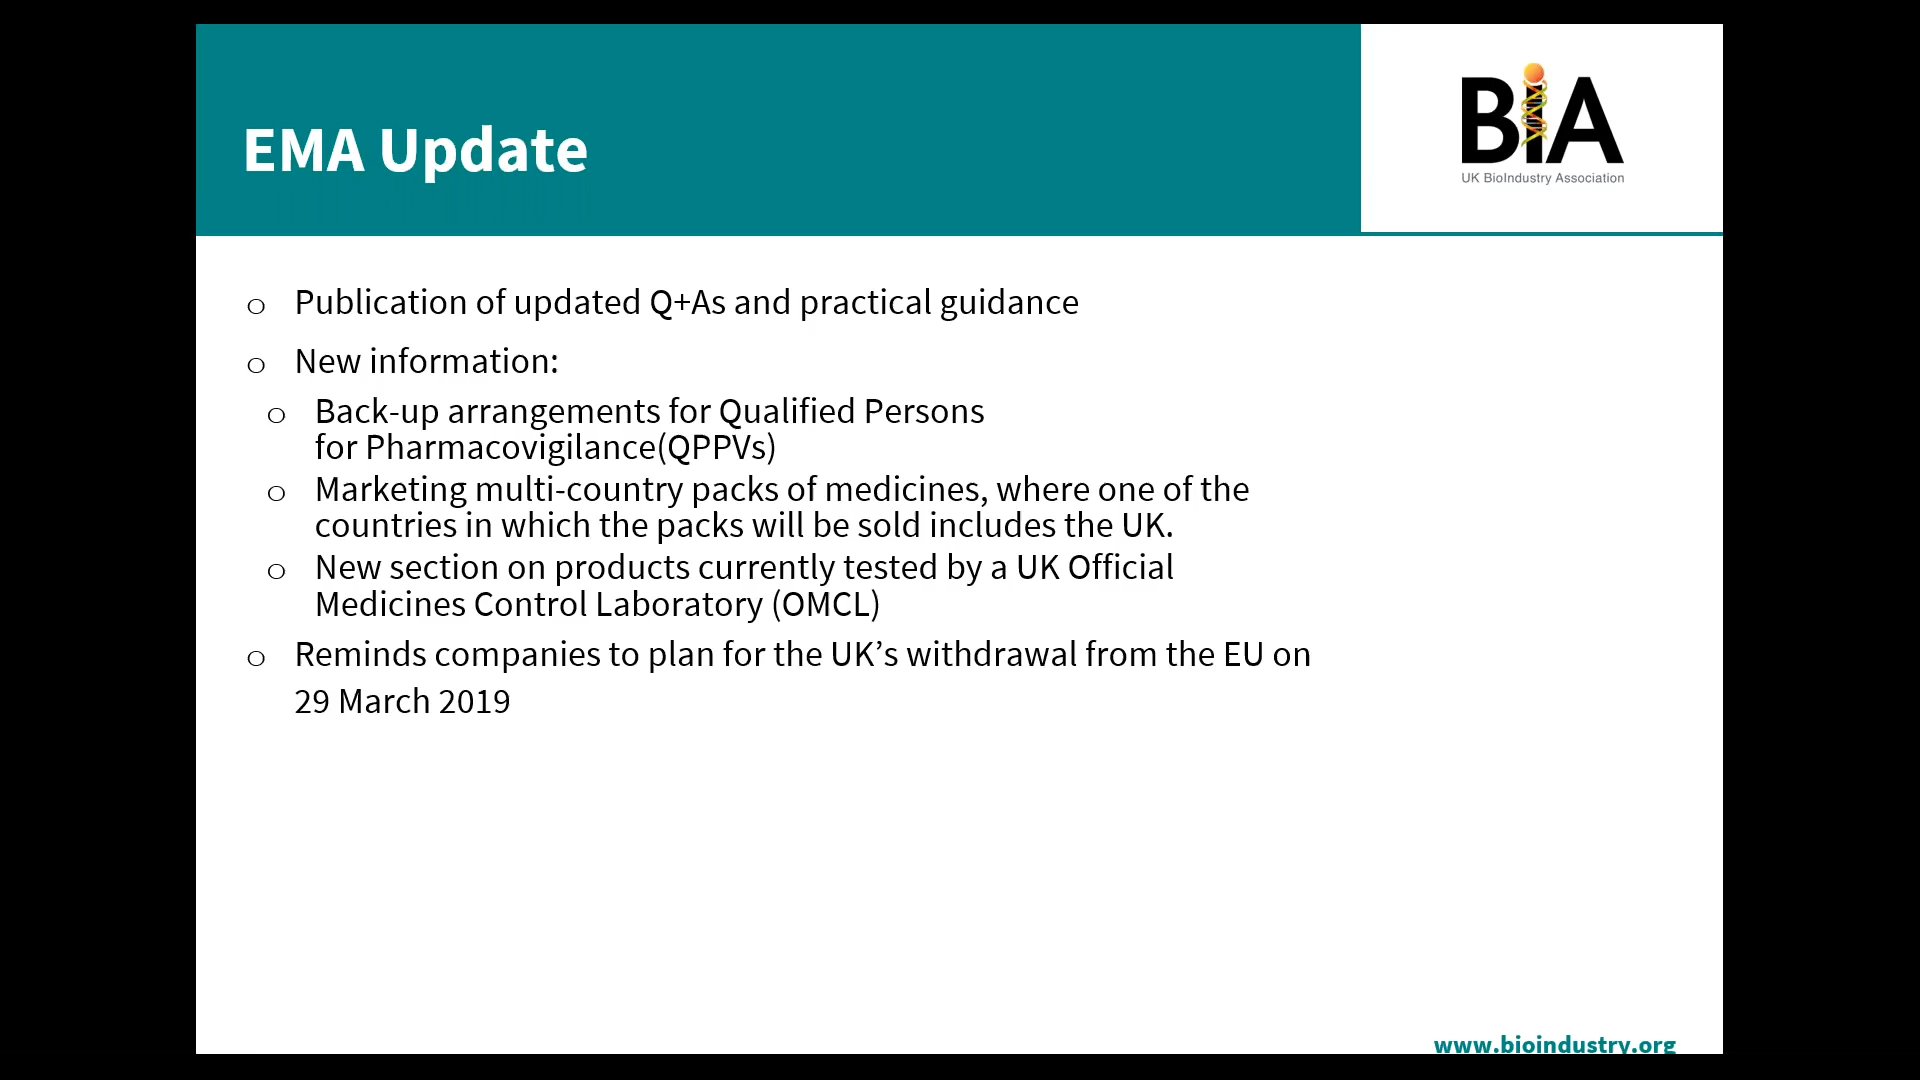 EMA Update
BiA
UK BioIndustry Association
o Publication of updated Q+As and practical guidance
o New information:
o Back-up arrangements for Qualified Persons
for Pharmacovigilance(QPPVs)
o Marketing multi-country packs of medicines, where one of the
countries in which the packs will be sold includes the UK.
o New section on products currently tested by a UK Official
Medicines Control Laboratory (OMCL)
o Reminds companies to plan for the UK’s withdrawal from the EU on
29 March 2019
www.bioindustry.org